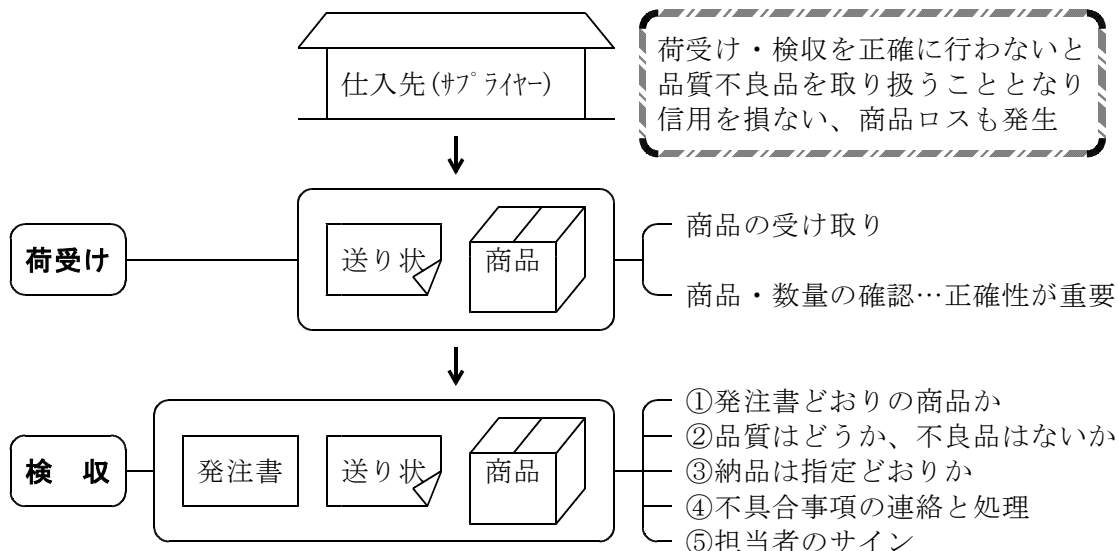 仕入先(ｻﾌﾟﾗｲﾔｰ)
荷受け・検収を正確に行わないと
品質不良品を取り扱うこととなり
信用を損ない、商品ロスも発生
荷受け
送り状
商品
商品の受け取り
商品・数量の確認…正確性が重要
検　収
発注書
送り状
商品
①発注書どおりの商品か
②品質はどうか、不良品はないか
③納品は指定どおりか
④不具合事項の連絡と処理
⑤担当者のサイン